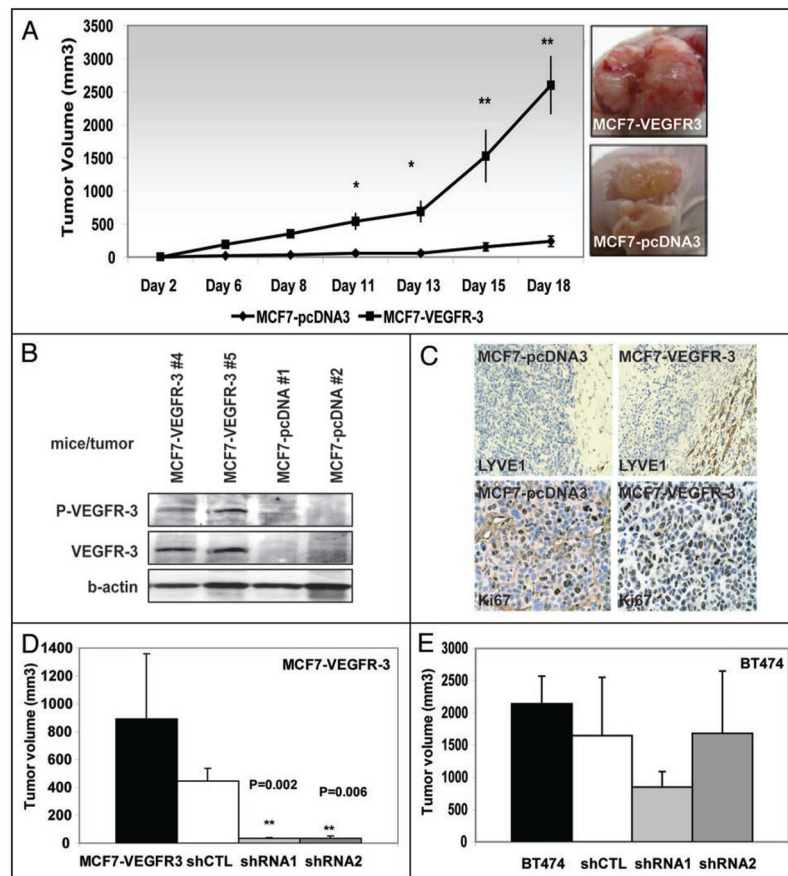 A
Tumor Volume (mm3)
3500
3000
2500
2000
1500
1000
500
0
*
*
**
**
Day 2 Day 6 Day 8 Day 11 Day 13 Day 15 Day 18
MCF7-pcDNA3 MCF7-VEGFR-3
MCF7-VEGFR3
MCF7-pcDNA3
B
mice/tumor
MCF7-VEGFR-3 #4
MCF7-VEGFR-3 #5
MCF7-pcDNA #1
MCF7-pcDNA #2
P-VEGFR-3
VEGFR-3
b-actin
C
MCF7-pcDNA3
LYVE1
MCF7-VEGFR-3
LYVE1
MCF7-pcDNA3
Ki67
MCF7-VEGFR-3
Ki67
D
MCF7-VEGFR-3
Tumor volume (mm3)
1400
1200
1000
800
600
400
200
0
P=0.002
P=0.006
**
**
MCF7-VEGFR3 shCTL shRNA1 shRNA2
E
BT474
Tumor volume (mm3)
3000
2500
2000
1500
1000
500
0
BT474 shCTL shRNA1 shRNA2